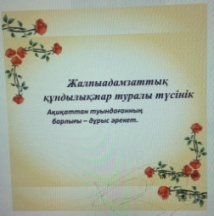 Жалпыадамзаттық
құндылықтар туралы түсінік
Ақиқаттан туындағанның
барлығы – дұрыс әрекет.